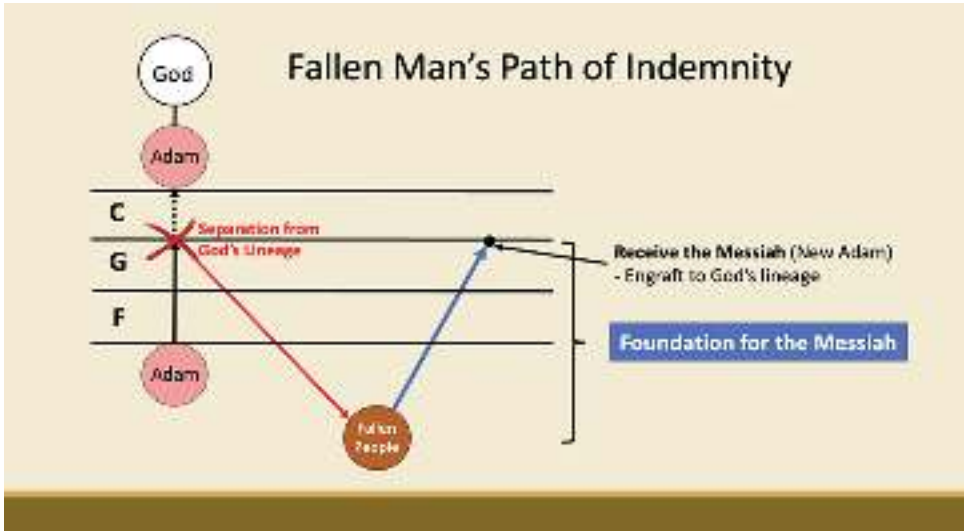 Fallen Man's Path of Indemnity
God
Adam
C
Separation from
God's Lineage
G
Receive the Messiah (New Adam)
- Engraft to God's lineage
F
Foundation for the Messiah
Adam
Fallen
People